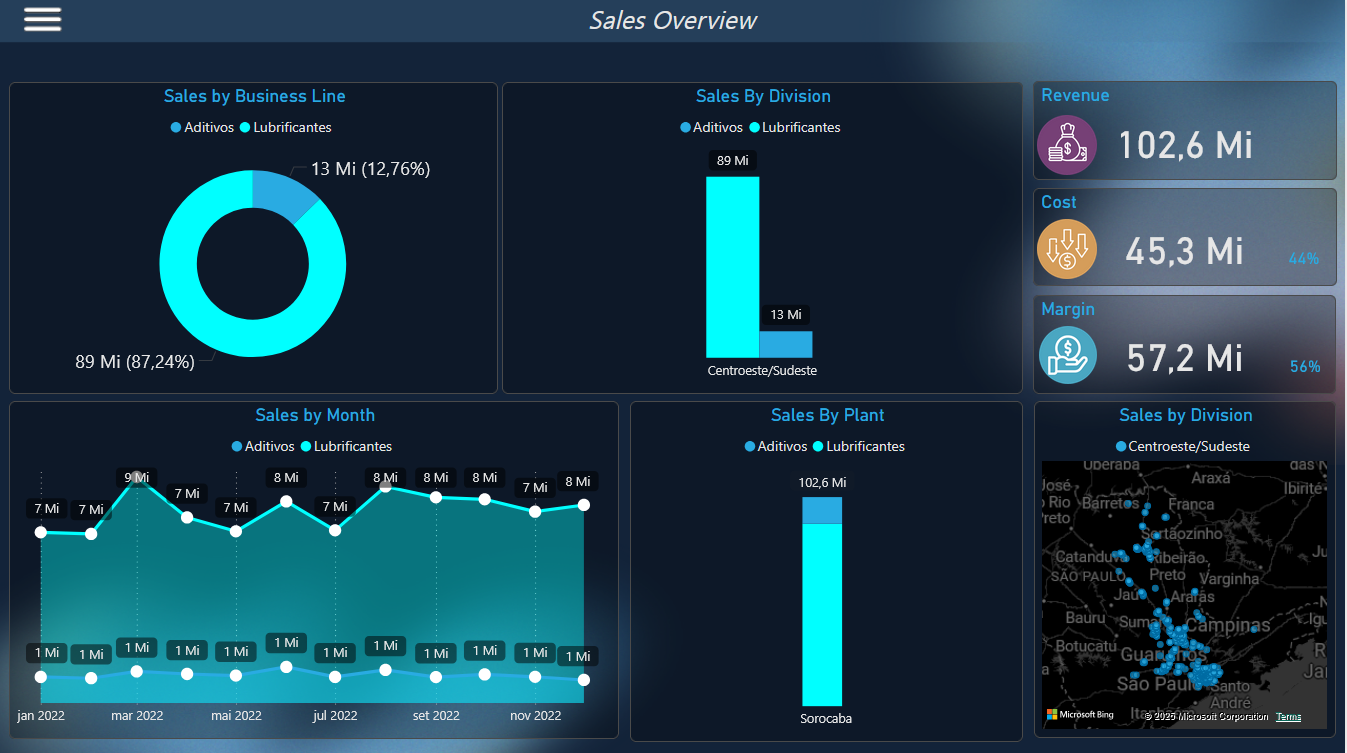 Sales Overview
Sales by Business Line
Aditivos Lubrificantes
13 Mi (12,76%)
89 Mi (87,24%)
Sales By Division
Aditivos Lubrificantes
89 Mi
13 Mi
Centroeste/Sudeste
Revenue
102,6 Mi
Cost
45,3 Mi
44%
Margin
57,2 Mi
56%
Sales by Month
Aditivos Lubrificantes
7 Mi 7 Mi 9 Mi 7 Mi 7 Mi 8 Mi 7 Mi 8 Mi 8 Mi 8 Mi 7 Mi 8 Mi
1 Mi 1 Mi 1 Mi 1 Mi 1 Mi 1 Mi 1 Mi 1 Mi 1 Mi 1 Mi 1 Mi 1 Mi
jan 2022 mar 2022 mai 2022 jul 2022 set 2022 nov 2022
Sales By Plant
Aditivos Lubrificantes
102,6 Mi
Sorocaba
Sales by Division
Centroeste/Sudeste
Uberaba
Araxá
das N
José
Ibirité
o Rio
Barretos
Franca
Preto
Sertãozinho
Catanduva
Ribeirão
Ju
SÃO PAULO
Preto
Varginha
Jaú
Araras
Bauru
Suma
Campinas
Igu
Botucatu
Guarulhos
São Paulo
Santo
André
Microsoft Bing
© 2025 Microsoft Corporation Terms